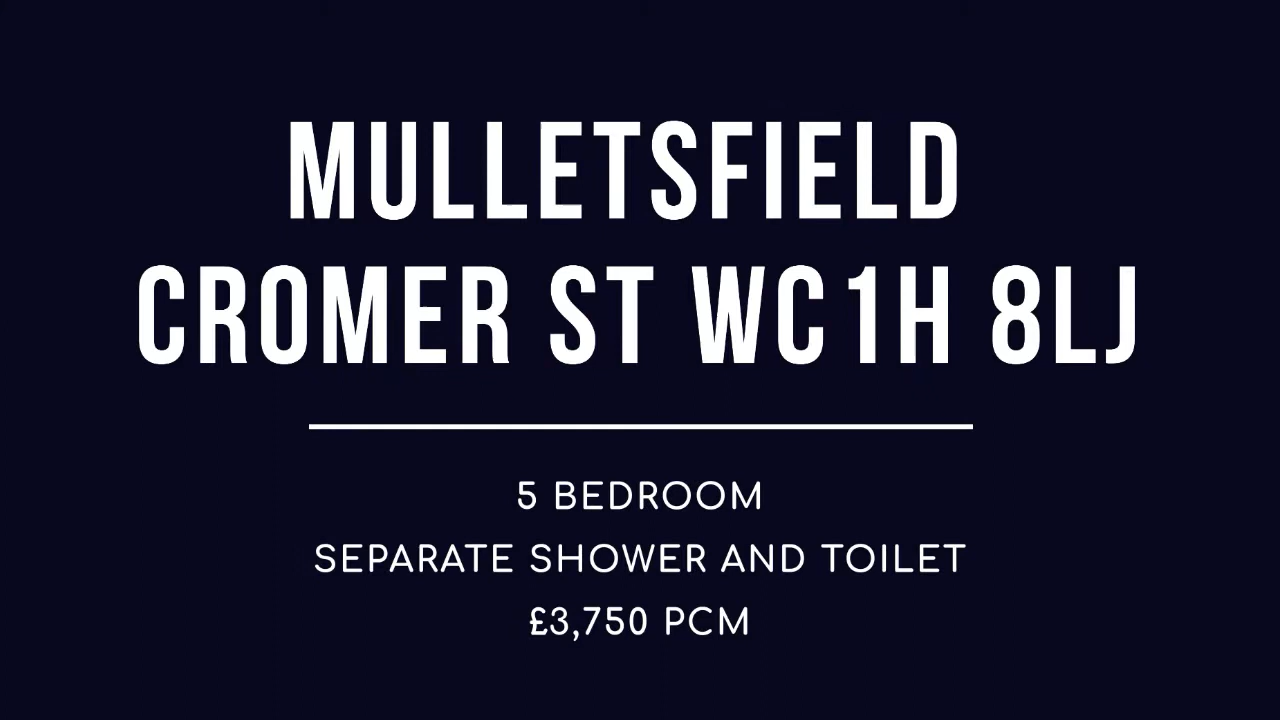 MULLETSFIELD
CROMER ST WC1H 8LJ
5 BEDROOM
SEPARATE SHOWER AND TOILET
£3,750 PCM